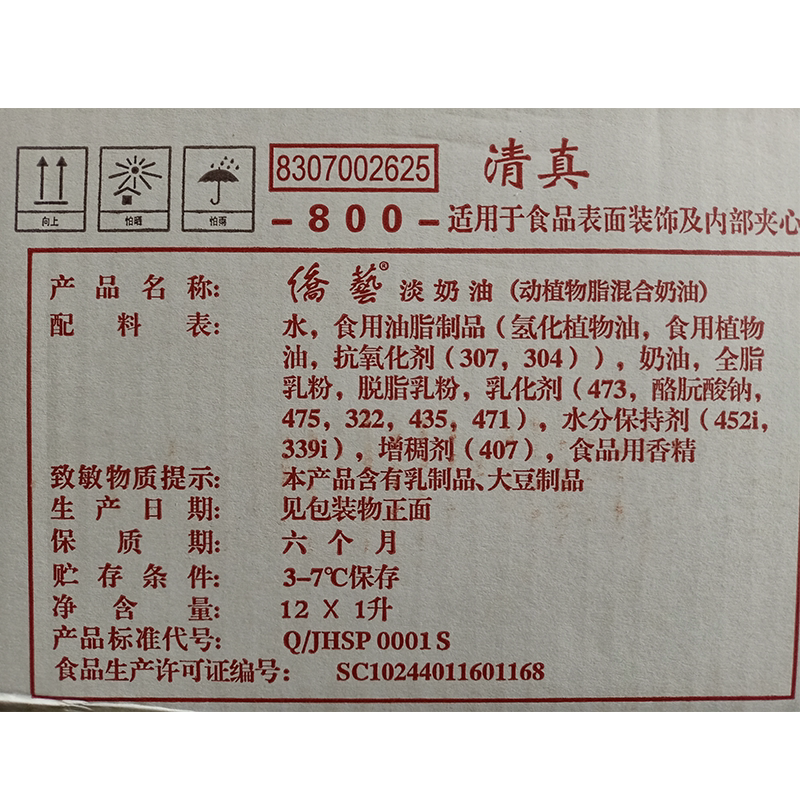 向上 怕晒 怕雨 8307002625 清真
-800-适用于食品表面装饰及内部夹心
产品名称: 僑藝® 淡奶油 (动植物脂混合奶油)
配料表: 水,食用油脂制品(氢化植物油,食用植物
油,抗氧化剂(307,304)),奶油,全脂
乳粉,脱脂乳粉,乳化剂(473,酪朊酸钠,
475,322,435,471),水分保持剂(452i,
339i),增稠剂(407),食品用香精
致敏物质提示: 本产品含有乳制品、大豆制品
生产日期: 见包装物正面
保质期: 六个月
贮存条件: 3-7℃保存
净含量: 12 X 1升
产品标准代号: Q/JHSP 0001 S
食品生产许可证编号: SC10244011601168